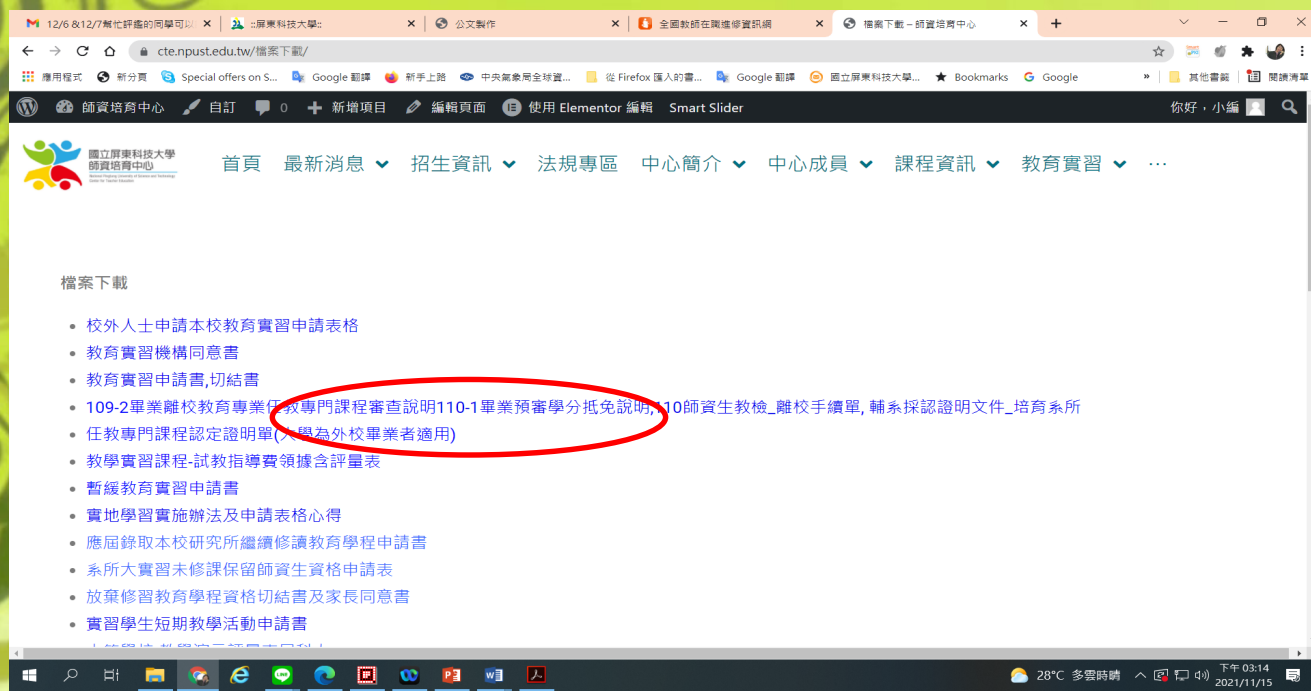 12/6 &12/7幫忙評鑑的同學可以
::屏東科技大學::
公文製作
全國教師在職進修資訊網
檔案下載 – 師資培育中心
cte.npust.edu.tw/檔案下載/
應用程式 新分頁 Special offers on S... Google 翻譯 新手上路 中央氣象局全球資... 從 Firefox 匯入的書... Google 翻譯 國立屏東科技大學... Bookmarks Google » 其他書籤 閱讀清單
師資培育中心 自訂 0 新增項目 編輯頁面 使用 Elementor 編輯 Smart Slider 你好，小編
國立屏東科技大學
師資培育中心
首頁 最新消息 招生資訊 法規專區 中心簡介 中心成員 課程資訊 教育實習 ...
檔案下載
校外人士申請本校教育實習申請表格
教育實習機構同意書
教育實習申請書,切結書
109-2畢業離校教育專業任教專門課程審查說明110-1畢業預審學分抵免說明,110師資生教檢_離校手續單, 輔系採認證明文件_培育系所
任教專門課程認定證明單(大學為外校畢業者適用)
教學實習課程-試教指導費領據含評量表
暫緩教育實習申請書
實地學習實施辦法及申請表格心得
應屆錄取本校研究所繼續修讀教育學程申請書
系所大實習未修課保留師資生資格申請表
放棄修習教育學程資格切結書及家長同意書
實習學生短期教學活動申請書
28°C 多雲時晴
下午 03:14
2021/11/15